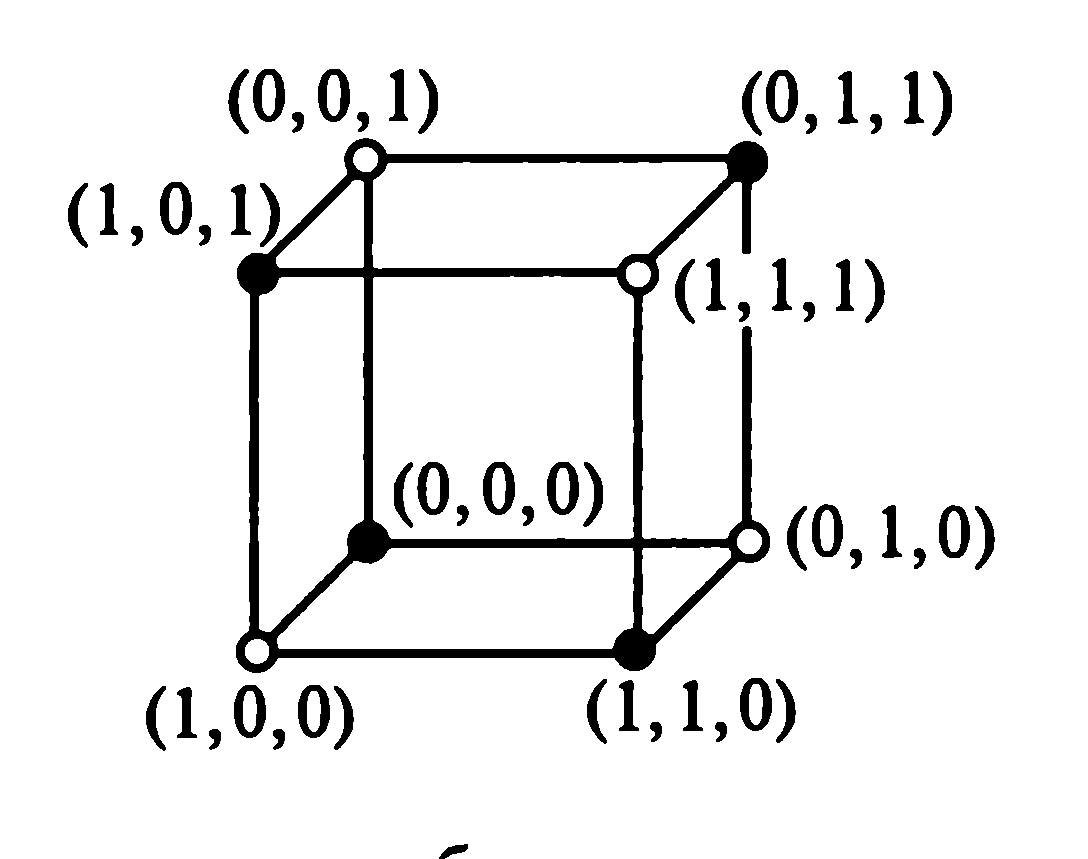 (0, 0, 1)
(0, 1, 1)
(1, 0, 1)
(1, 1, 1)
(0, 0, 0)
(0, 1, 0)
(1, 0, 0)
(1, 1, 0)